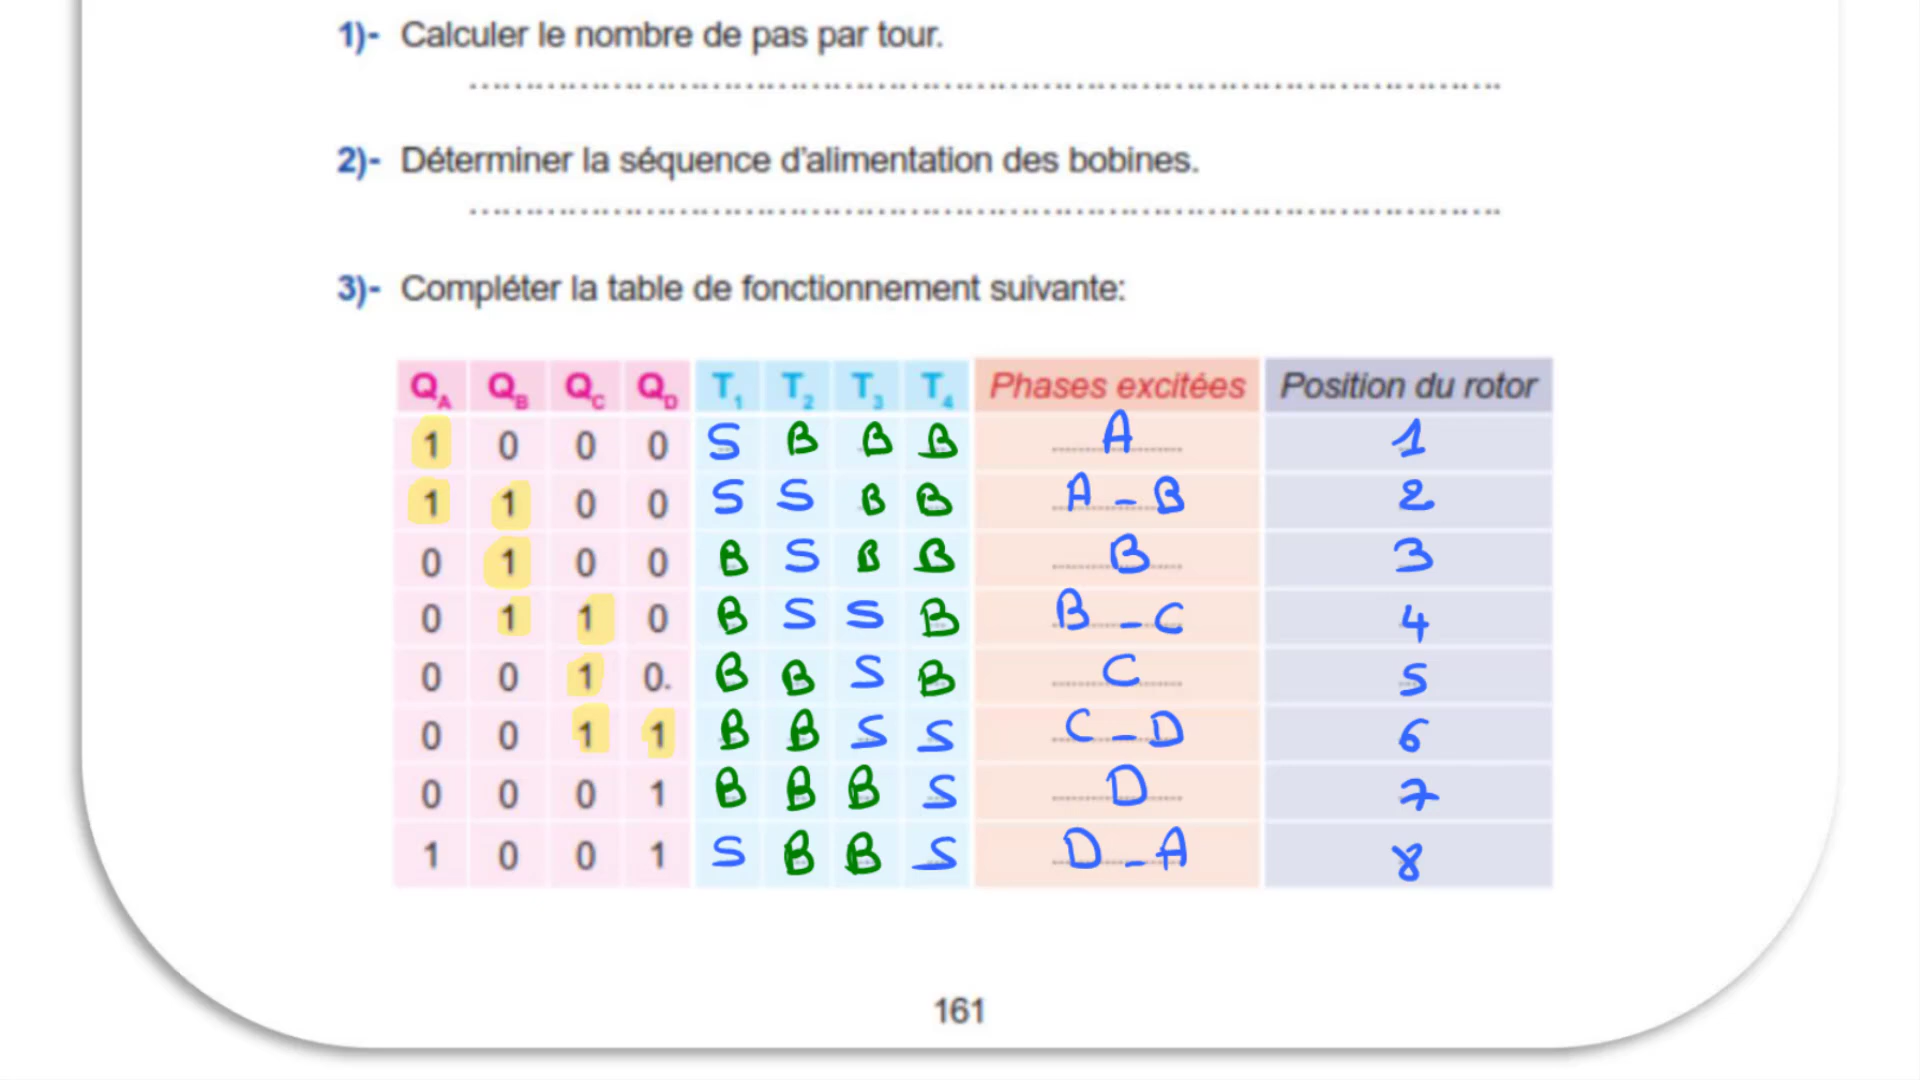 1)- Calculer le nombre de pas par tour.
2)- Déterminer la séquence d'alimentation des bobines.
3)- Compléter la table de fonctionnement suivante:
QA QB QC QD T1 T2 T3 T4 Phases excitées Position du rotor
1 0 0 0 S B B B A 1
1 1 0 0 S S B B A - B 2
0 1 0 0 B S B B B 3
0 1 1 0 B S S B B - C 4
0 0 1 0. B B S B C 5
0 0 1 1 B B S S C - D 6
0 0 0 1 B B B S D 7
1 0 0 1 S B B S D - A 8
161